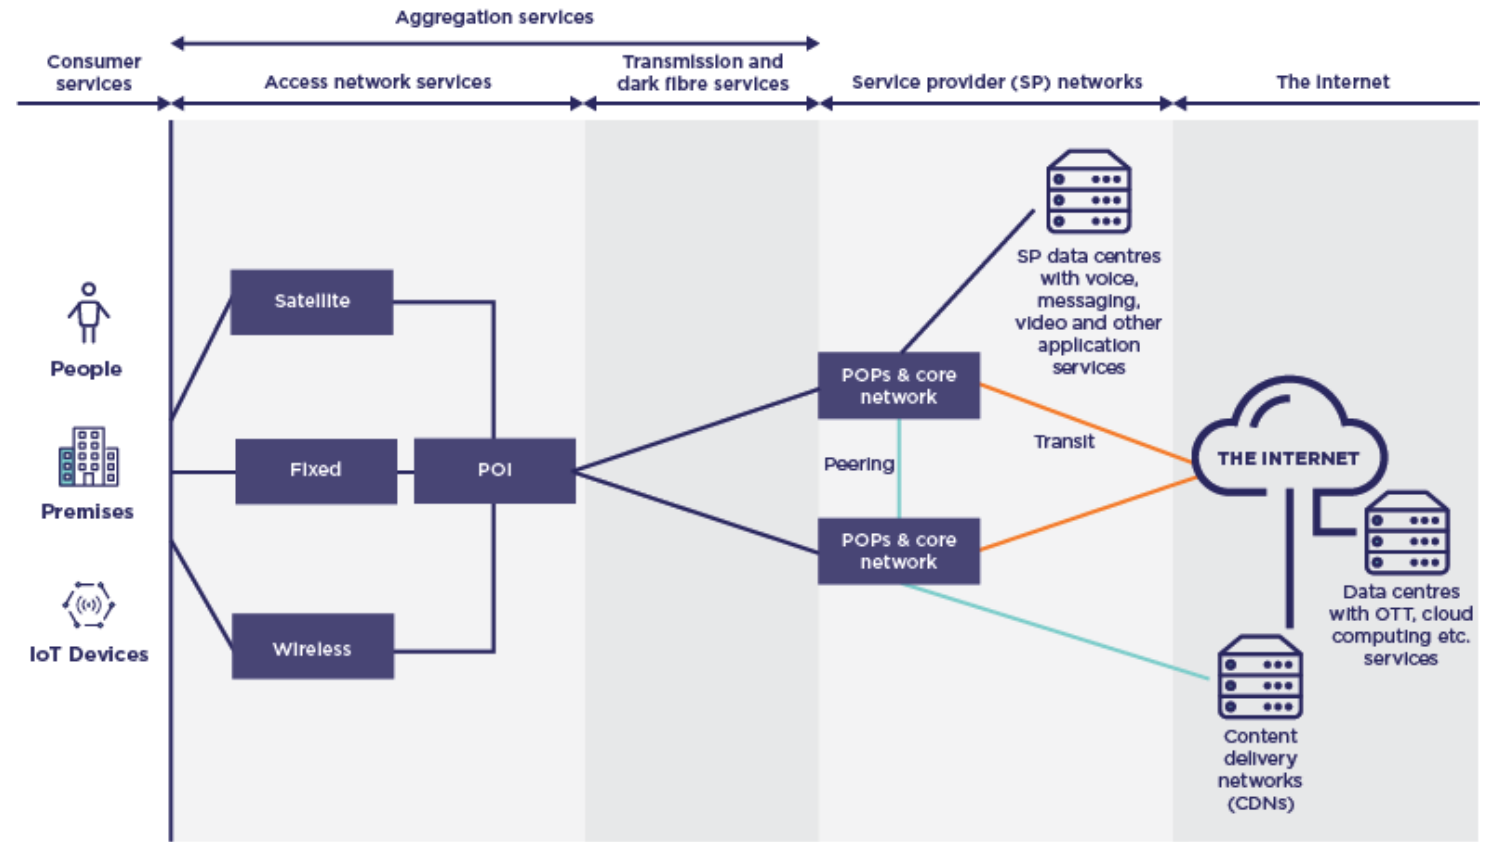 Aggregation services
Consumer
services
Access network services
Transmission and
dark fibre services
Service provider (SP) networks
The Internet
People
Premises
IoT Devices
Satellite
Fixed
Wireless
POI
POPs & core
network
Peering
POPs & core
network
Transit
SP data centres
with voice,
messaging,
video and other
application
services
THE INTERNET
Data centres
with OTT, cloud
computing etc.
services
Content
delivery
networks
(CDNs)